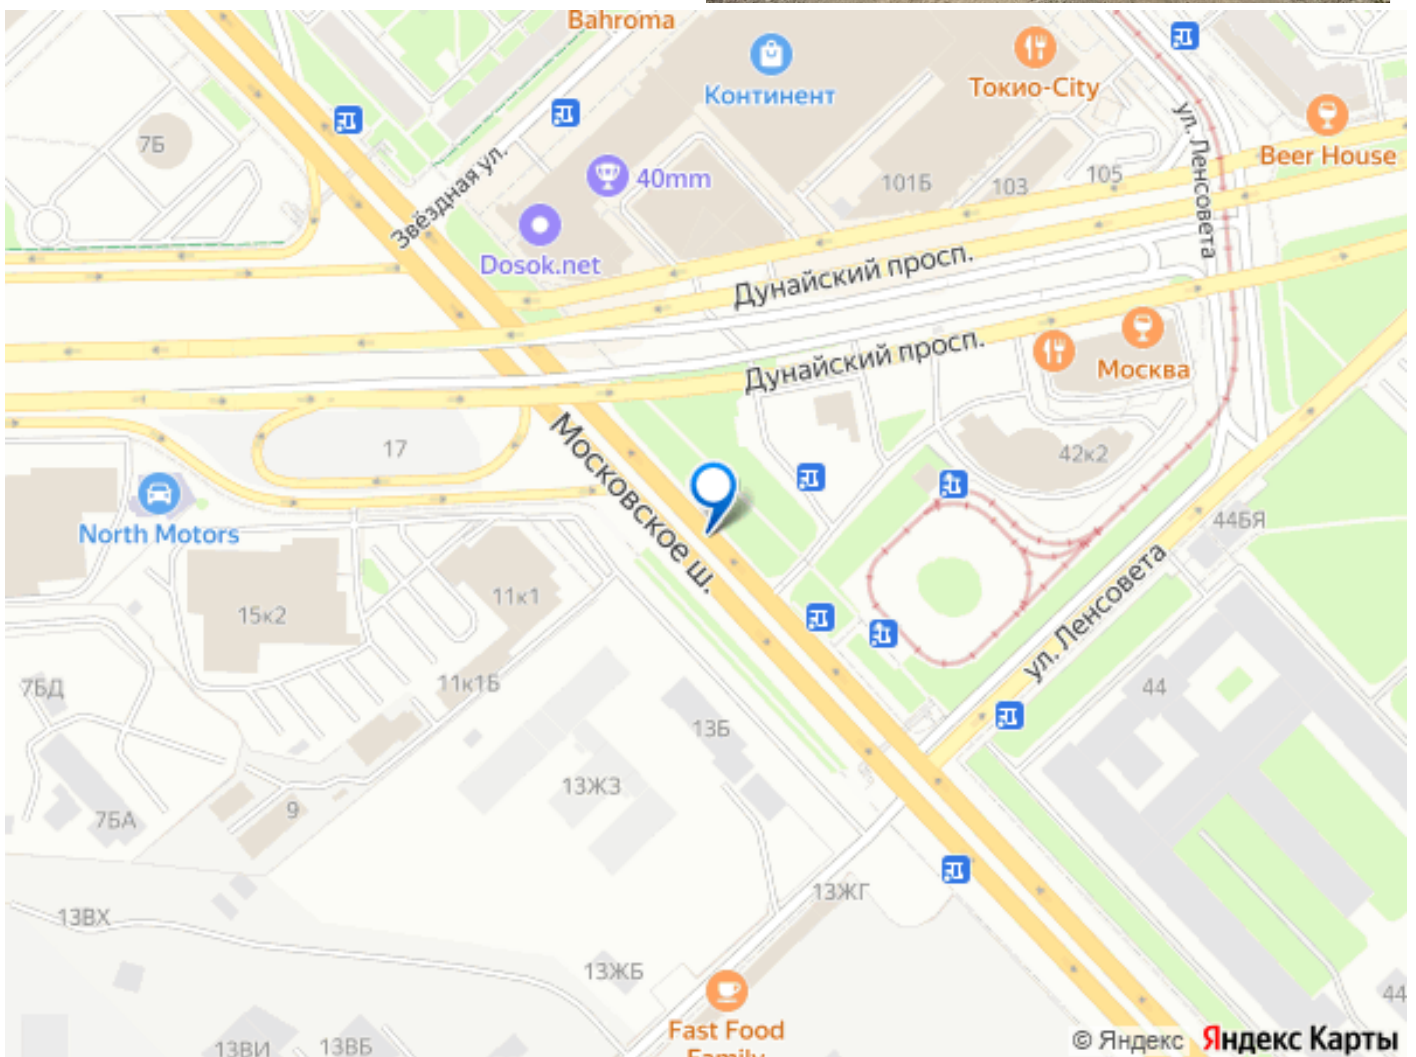 Bahroma
Континент
Токио-City
Beer House
7Б
Звёздная ул.
40mm
Dosok.net
101Б
103
105
ул. Ленсовета
Дунайский просп.
Дунайский просп.
Москва
42к2
17
Московское ш.
North Motors
44БЯ
15к2
11к1
11к1Б
ул. Ленсовета
44
7БД
13Б
13ЖЗ
7БА
9
13ВХ
13ЖГ
13ЖБ
44
Fast Food
Family
13ВИ
13ВБ
© Яндекс Яндекс Карты